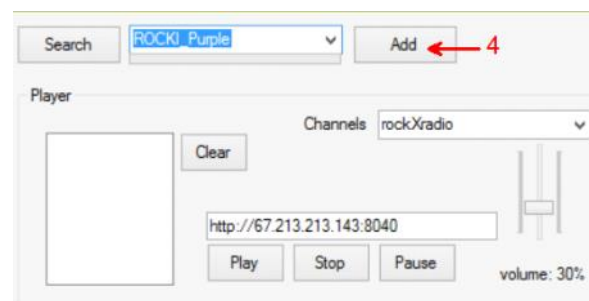 Search ROCKI_Purple Add 4
Player
Channels rockXradio
Clear
http://67.213.213.143:8040
Play Stop Pause
volume: 30%